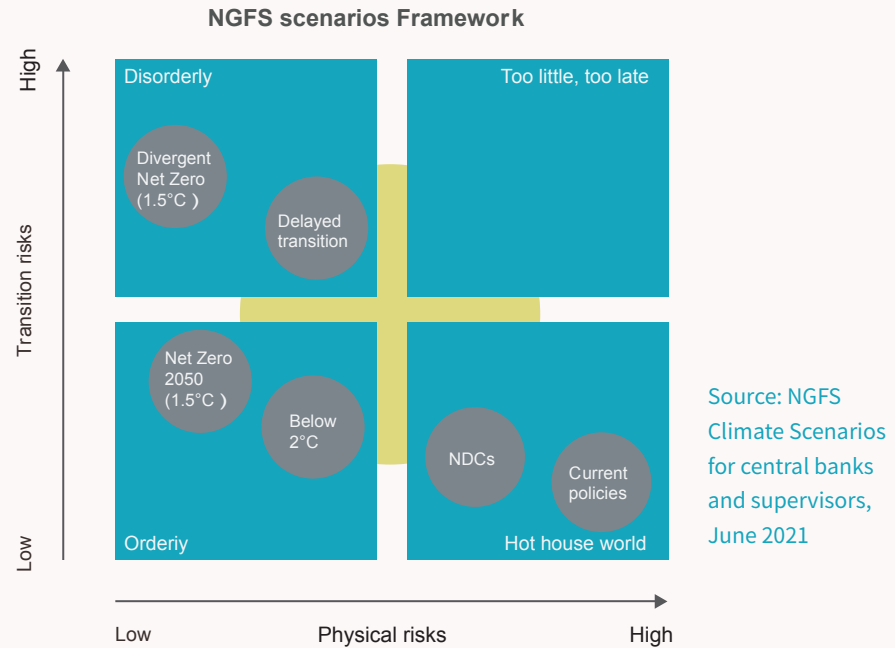 NGFS scenarios Framework
High
Transition risks
Low
Disorderly
Divergent
Net Zero
(1.5°C )
Delayed
transition
Too little, too late
Net Zero
2050
(1.5°C )
Below
2°C
Orderiy
NDCs
Current
policies
Hot house world
Low
Physical risks
High
Source: NGFS
Climate Scenarios
for central banks
and supervisors,
June 2021